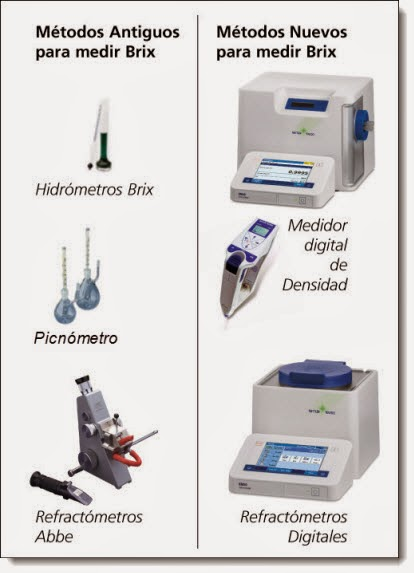 Métodos Antiguos
para medir Brix
Hidrómetros Brix
Picnómetro
Refractómetros
Abbe
Métodos Nuevos
para medir Brix
Medidor
digital
de
Densidad
Refractómetros
Digitales